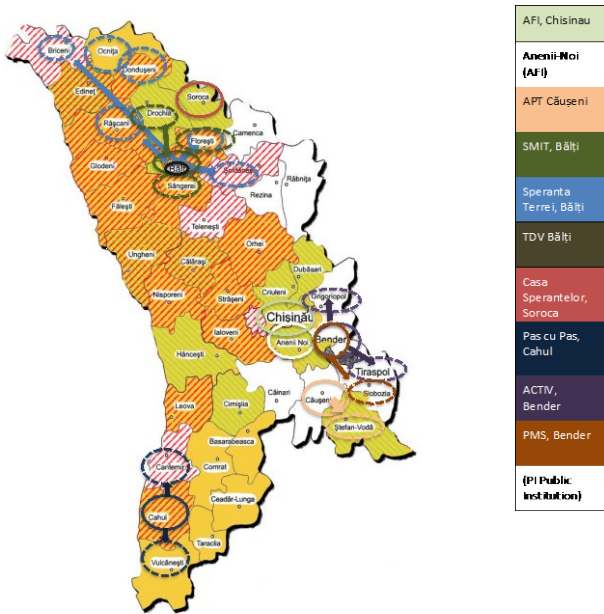 Briceni
Ocnița
Dondușeni
Edineț
Soroca
Drochia
Râșcani
Camenca
Florești
Bălți
Șoldănești
Glodeni
Sângerei
Râbnița
Rezina
Fălești
Telenești
Orhei
Ungheni
Călărași
Dubăsari
Criuleni
Nisporeni
Strășeni
Grigoriopol
Chișinău
Ialoveni
Anenii Noi
Bender
Hâncești
Tiraspol
Slobozia
Căinari
Căușeni
Leova
Cimișlia
Ștefan-Vodă
Basarabeasca
Cantemir
Comrat
Ceadâr-Lunga
Cahul
Taraclia
Vulcănești
AFI, Chisinau
Anenii-Noi
(AFI)
APT Căușeni
SMIT, Bălți
Speranta
Terrei, Bălți
TDV Bălți
Casa
Sperantelor,
Soroca
Pas cu Pas,
Cahul
ACTIV,
Bender
PMS, Bender
(PI Public
Institution)